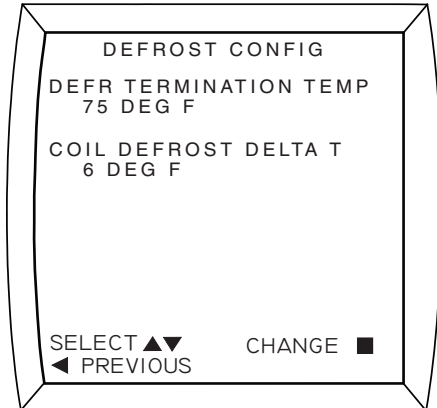 DEFROST CONFIG
DEFR TERMINATION TEMP
75 DEG F
COIL DEFROST DELTA T
6 DEG F
SELECT ▲▼ CHANGE ■
◀ PREVIOUS